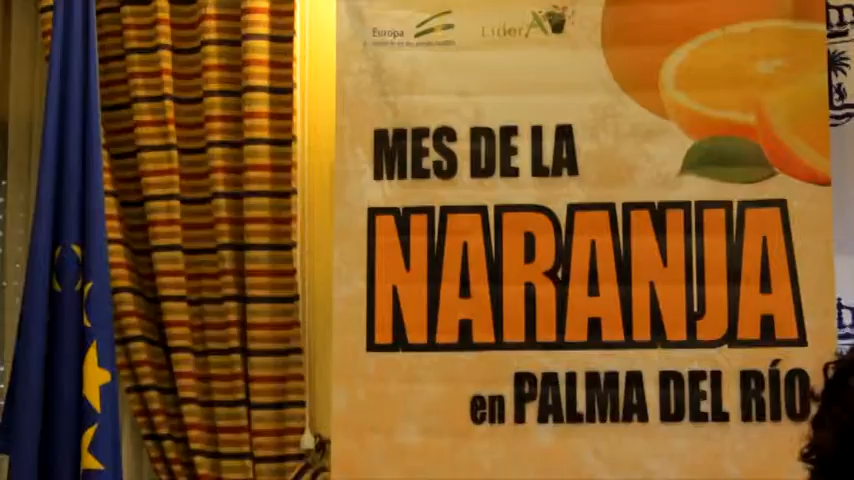 Europa
LiderA
MES DE LA
NARANJA
en PALMA DEL RÍO